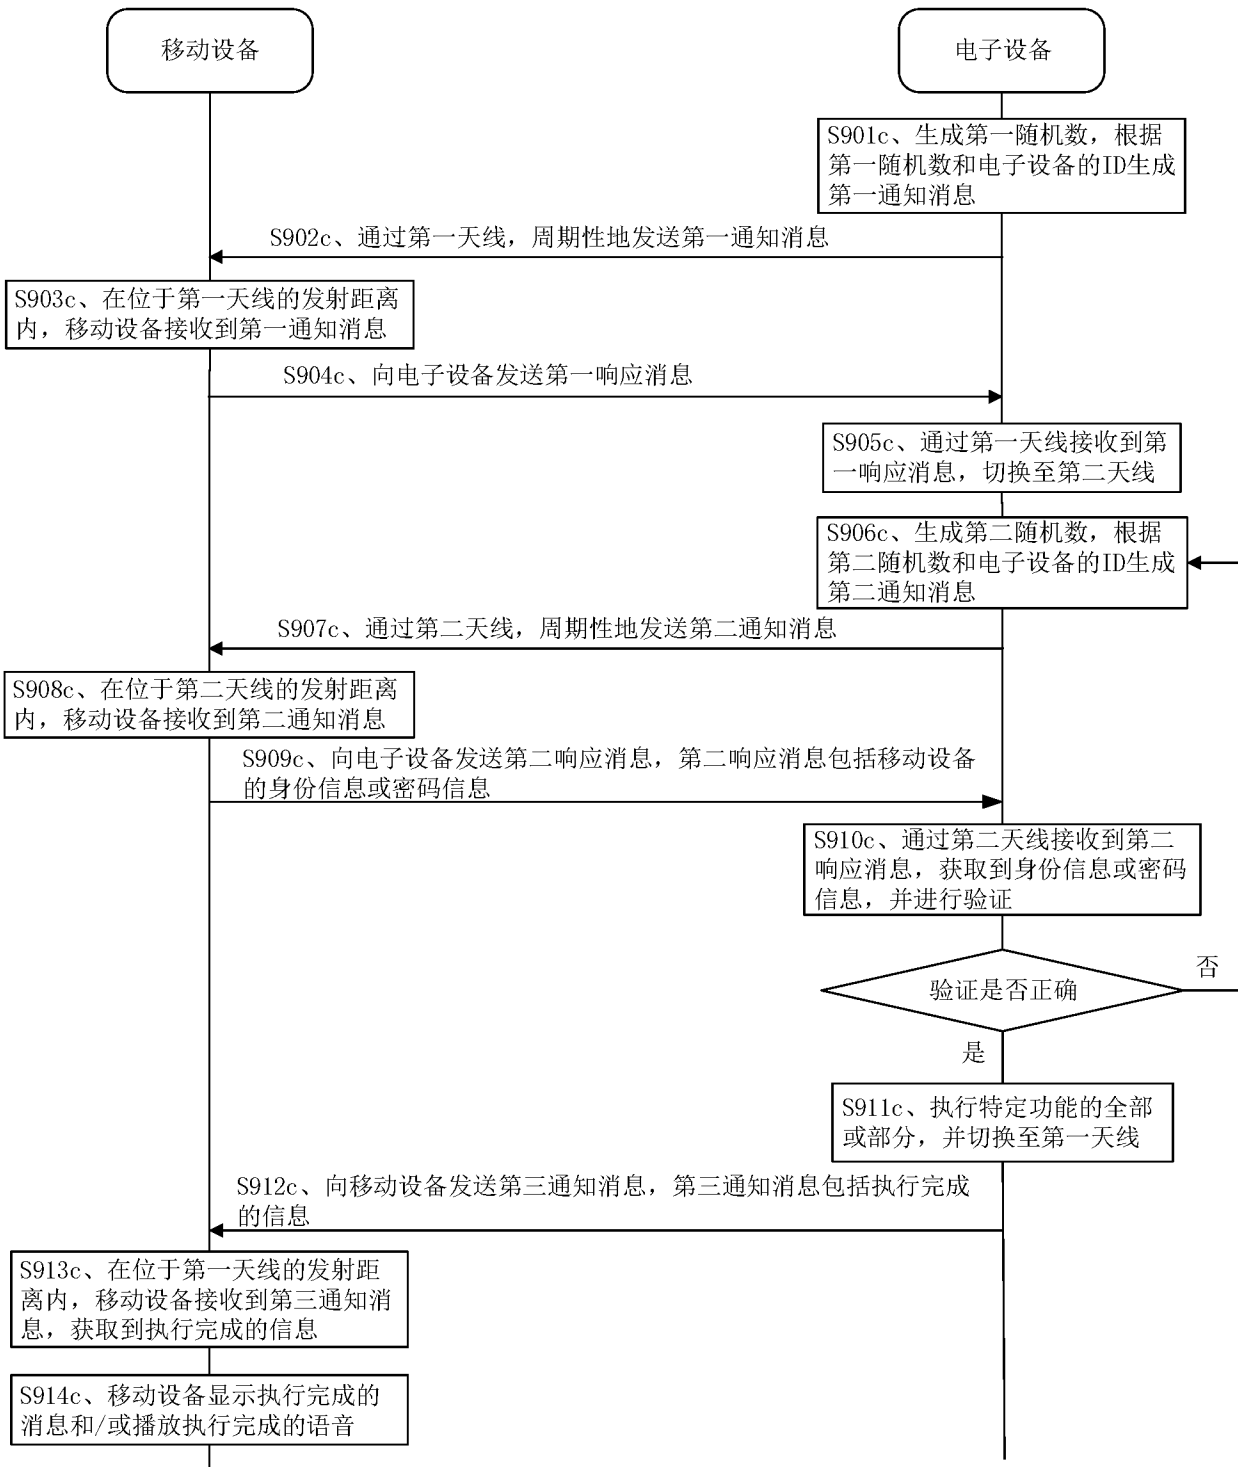 移动设备
电子设备
S901c、生成第一随机数，根据
第一随机数和电子设备的ID生成
第一通知消息
S902c、通过第一天线，周期性地发送第一通知消息
S903c、在位于第一天线的发射距离
内，移动设备接收到第一通知消息
S904c、向电子设备发送第一响应消息
S905c、通过第一天线接收到第
一响应消息，切换至第二天线
S906c、生成第二随机数，根据
第二随机数和电子设备的ID生成
第二通知消息
S907c、通过第二天线，周期性地发送第二通知消息
S908c、在位于第二天线的发射距离
内，移动设备接收到第二通知消息
S909c、向电子设备发送第二响应消息，第二响应消息包括移动设备
的身份信息或密码信息
S910c、通过第二天线接收到第二
响应消息，获取到身份信息或密码
信息，并进行验证
验证是否正确
否
是
S911c、执行特定功能的全部
或部分，并切换至第一天线
S912c、向移动设备发送第三通知消息，第三通知消息包括执行完成
的信息
S913c、在位于第一天线的发射距
离内，移动设备接收到第三通知消
息，获取到执行完成的信息
S914c、移动设备显示执行完成的
消息和/或播放执行完成的语音